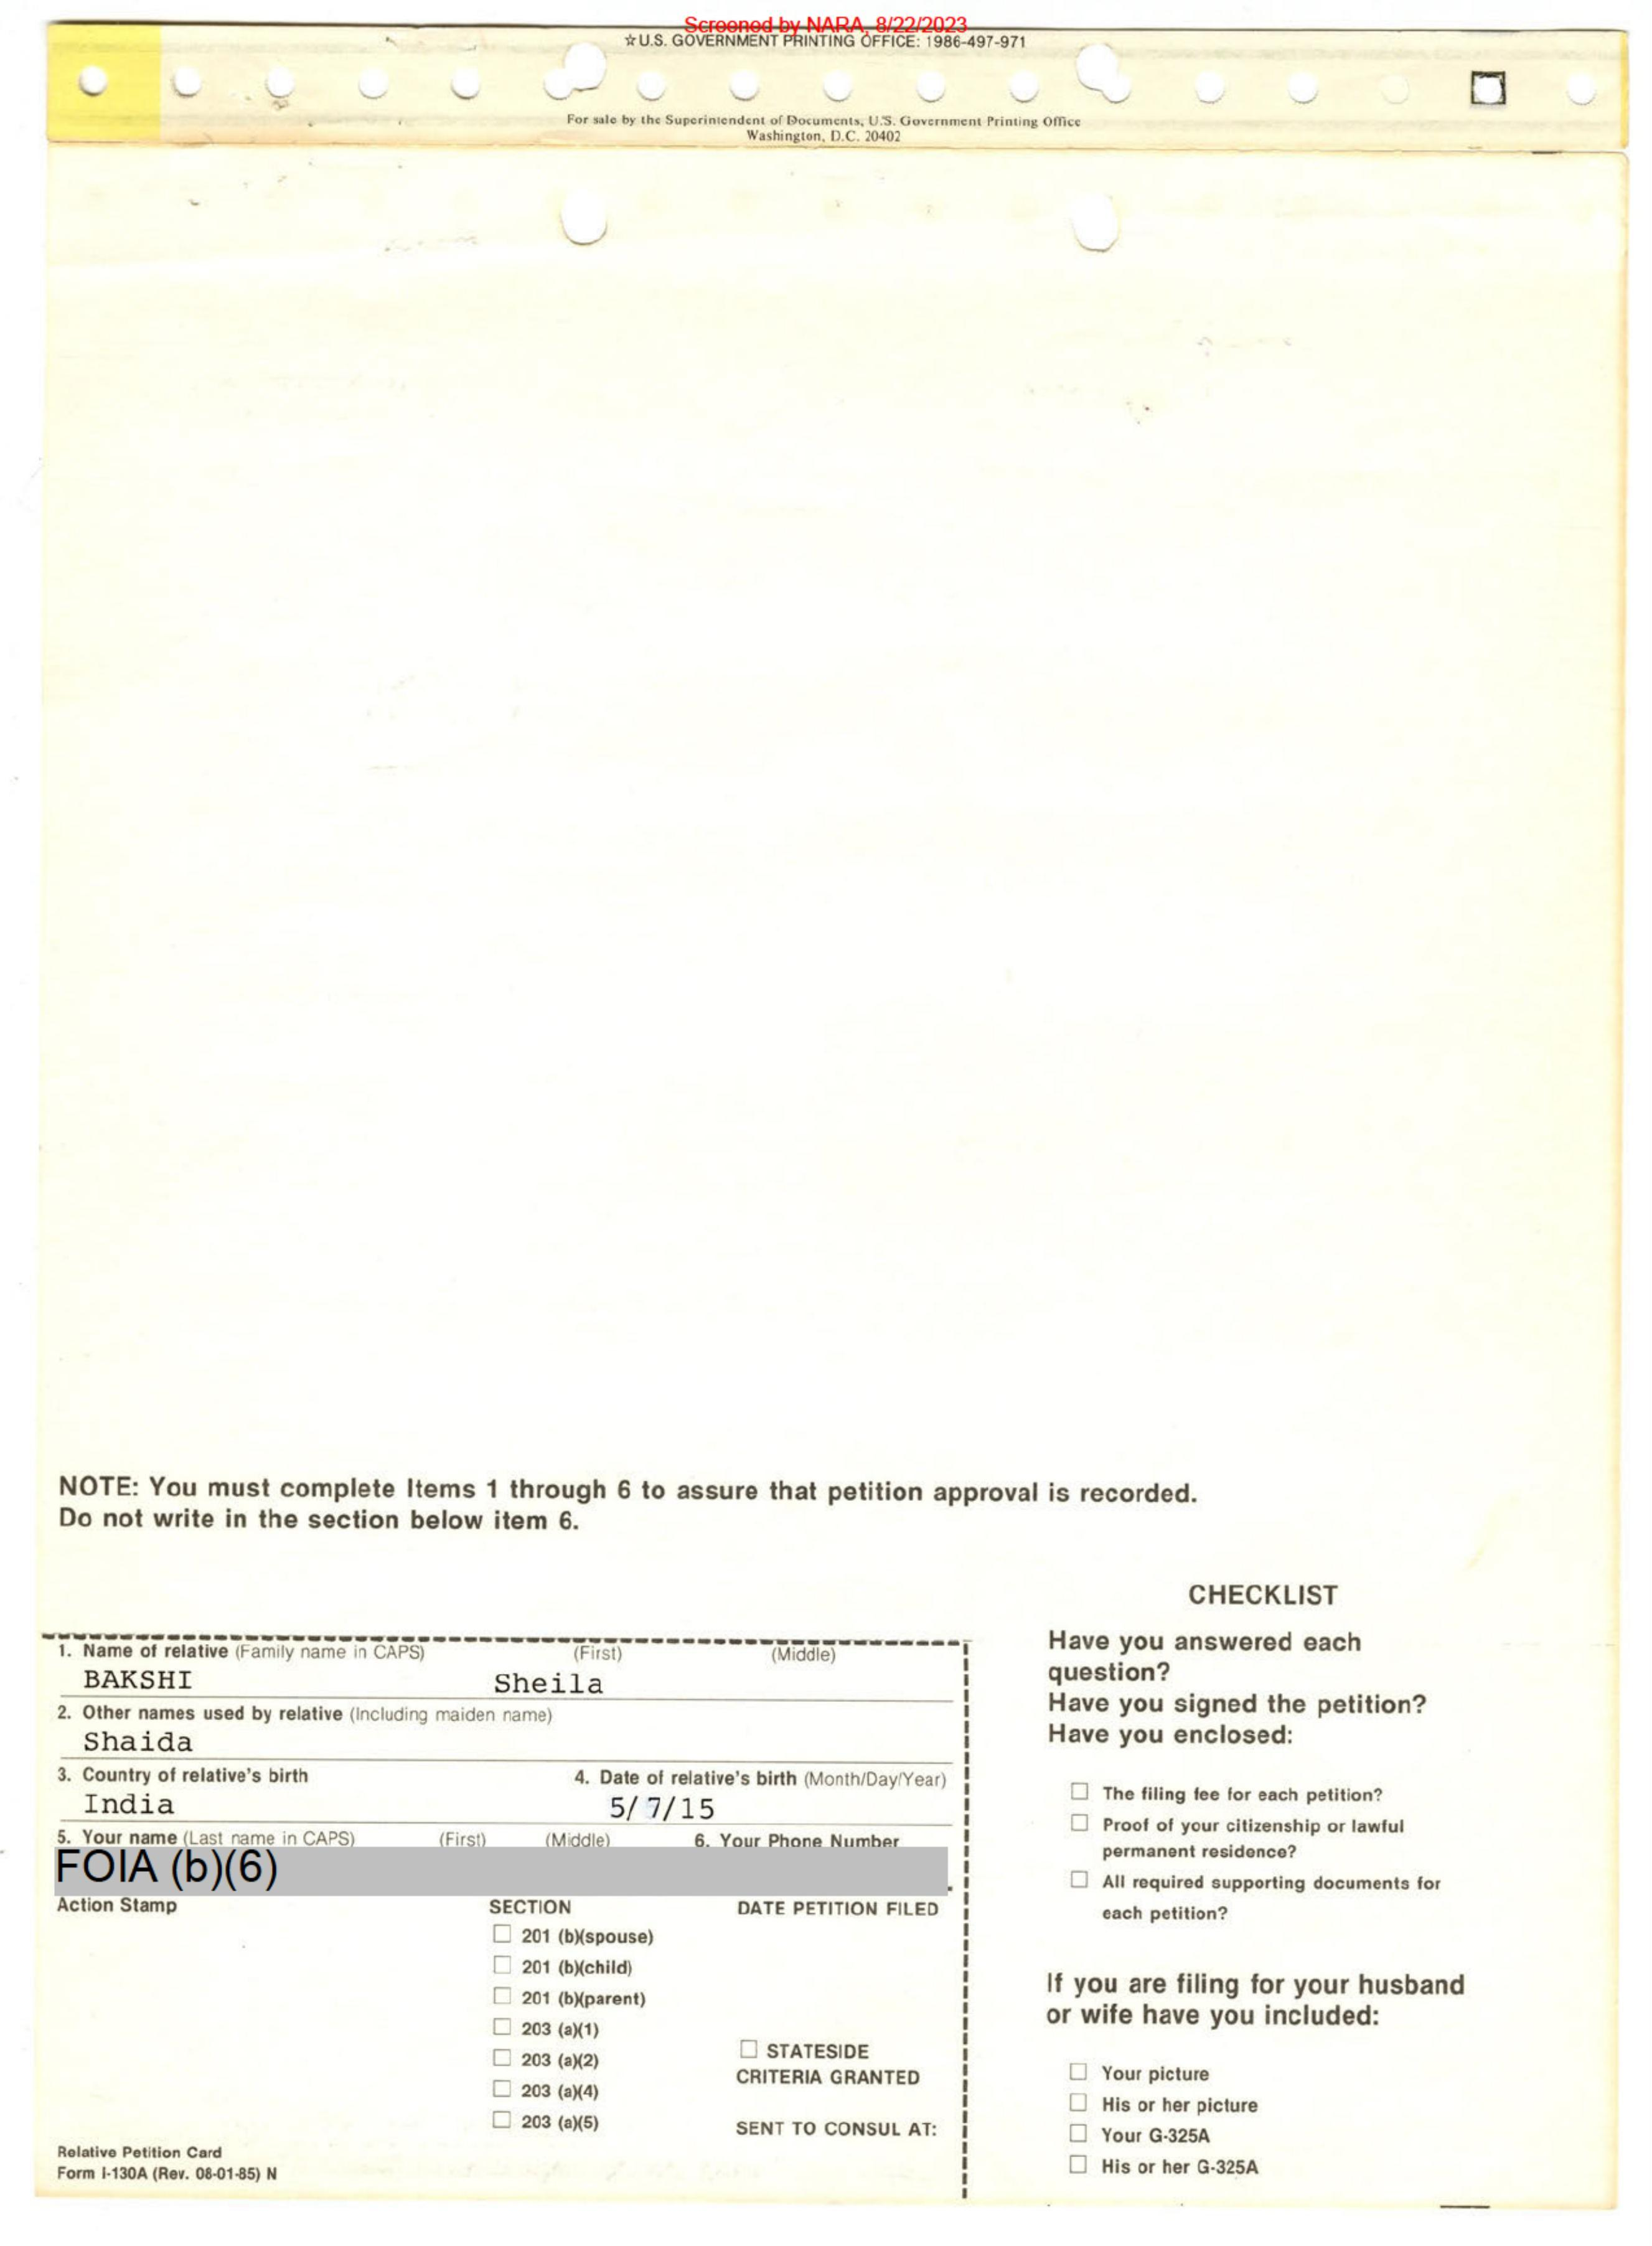 Screened by NARA, 8/22/2023
☆U.S. GOVERNMENT PRINTING OFFICE: 1986-497-971
For sale by the Superintendent of Documents, U.S. Government Printing Office
Washington, D.C. 20402
NOTE: You must complete Items 1 through 6 to assure that petition approval is recorded.
Do not write in the section below item 6.
1. Name of relative (Family name in CAPS) (First) (Middle)
BAKSHI Sheila
2. Other names used by relative (Including maiden name)
Shaida
3. Country of relative's birth 4. Date of relative's birth (Month/Day/Year)
India 5/ 7/15
5. Your name (Last name in CAPS) (First) (Middle) 6. Your Phone Number
FOIA (b)(6)
Action Stamp SECTION DATE PETITION FILED
☐ 201 (b)(spouse)
☐ 201 (b)(child)
☐ 201 (b)(parent)
☐ 203 (a)(1)
☐ 203 (a)(2) ☐ STATESIDE
CRITERIA GRANTED
☐ 203 (a)(4)
☐ 203 (a)(5) SENT TO CONSUL AT:
Relative Petition Card
Form I-130A (Rev. 08-01-85) N
CHECKLIST
Have you answered each
question?
Have you signed the petition?
Have you enclosed:
☐ The filing fee for each petition?
☐ Proof of your citizenship or lawful
permanent residence?
☐ All required supporting documents for
each petition?
If you are filing for your husband
or wife have you included:
☐ Your picture
☐ His or her picture
☐ Your G-325A
☐ His or her G-325A